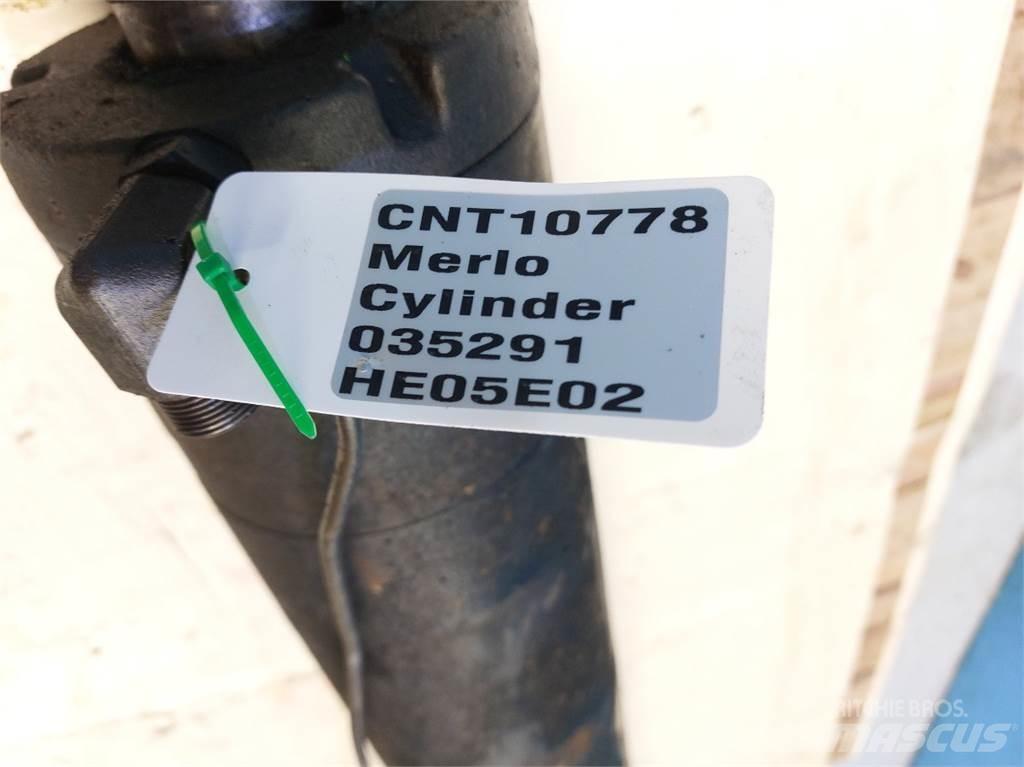 CNT10778
Merlo
Cylinder
035291
HE05E02
RITCHIE BROS.
MASCUS